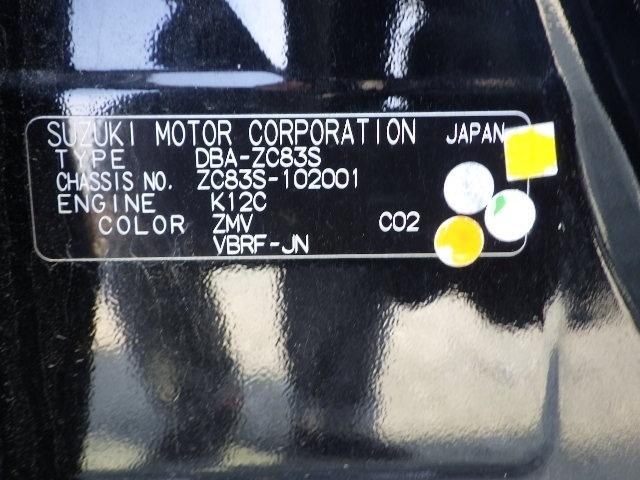 SUZUKI MOTOR CORPORATION JAPAN
TYPE DBA-ZC83S
CHASSIS NO. ZC83S-102001
ENGINE K12C
COLOR ZMV C02
VBRF-JN